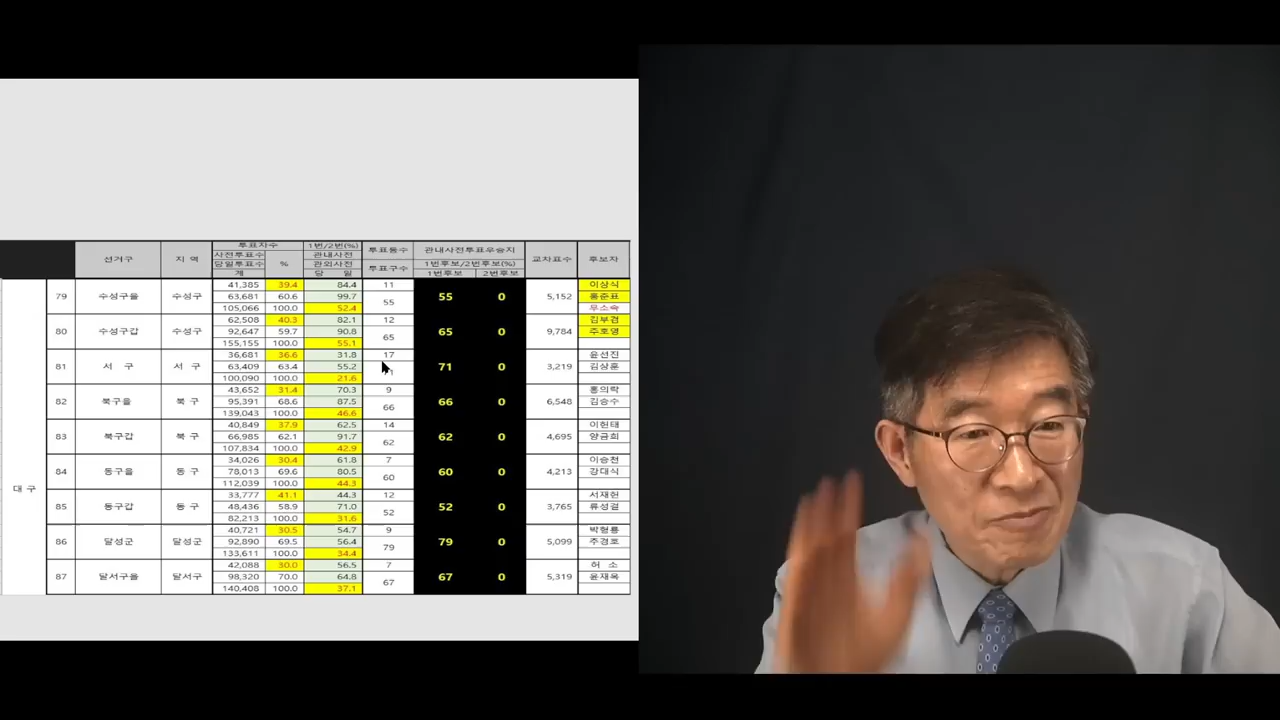 선거구 지 역 투표자수 1번/2번(%) 투표동수 관내사전투표우승지 교차표수 후보자
사전투표수 % 관내사전 1번후보/2번후보(%)
당일투표수 관외사전 투표구수
계 당 일 1번후보 2번후보
대 구
79 수성구을 수성구 41,385 39.4 84.4 11 55 0 5,152 이상식
63,681 60.6 99.7 55 홍준표
105,066 100.0 52.4 무소속
80 수성구갑 수성구 62,508 40.3 82.1 12 65 0 9,784 김부겸
92,647 59.7 90.8 65 주호영
155,155 100.0 55.1
81 서 구 서 구 36,681 36.6 31.8 17 71 0 3,219 윤선진
63,409 63.4 55.2 김상훈
100,090 100.0 21.6
82 북구을 북 구 43,652 31.4 70.3 9 66 0 6,548 홍의락
95,391 68.6 87.5 66 김승수
139,043 100.0 46.6
83 북구갑 북 구 40,849 37.9 62.5 14 62 0 4,695 이헌태
66,985 62.1 91.7 62 양금희
107,834 100.0 42.9
84 동구을 동 구 34,026 30.4 61.8 7 60 0 4,213 이승천
78,013 69.6 80.5 60 강대식
112,039 100.0 44.3
85 동구갑 동 구 33,777 41.1 44.3 12 52 0 3,765 서재헌
48,436 58.9 71.0 52 류성걸
82,213 100.0 31.6
86 달성군 달성군 40,721 30.5 54.7 9 79 0 5,099 박형룡
92,890 69.5 56.4 79 추경호
133,611 100.0 34.4
87 달서구을 달서구 42,088 30.0 56.5 7 67 0 5,319 허 소
98,320 70.0 64.8 67 윤재옥
140,408 100.0 37.1